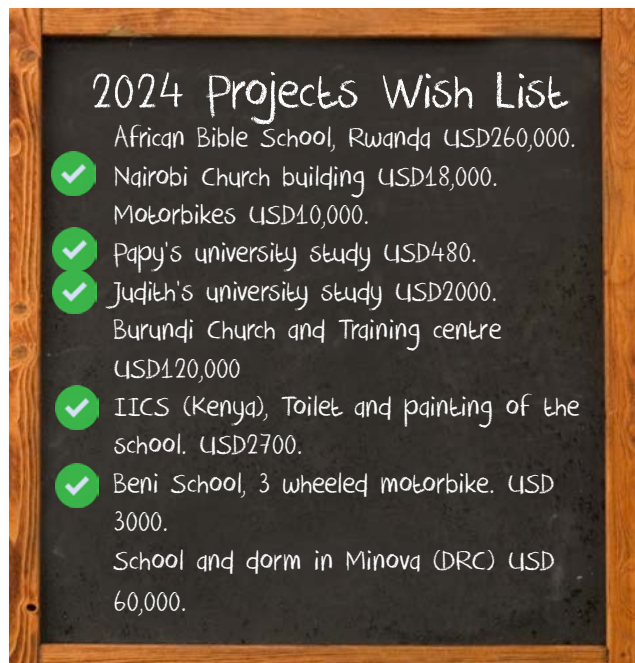 2024 Projects Wish List
African Bible School, Rwanda USD260,000.
Nairobi Church building USD18,000.
Motorbikes USD10,000.
Papy's university study USD480.
Judith's university study USD2000.
Burundi Church and Training centre
USD120,000
IICS (Kenya), Toilet and painting of the
school. USD2700.
Beni School, 3 wheeled motorbike. USD
3000.
School and dorm in Minova (DRC) USD
60,000.